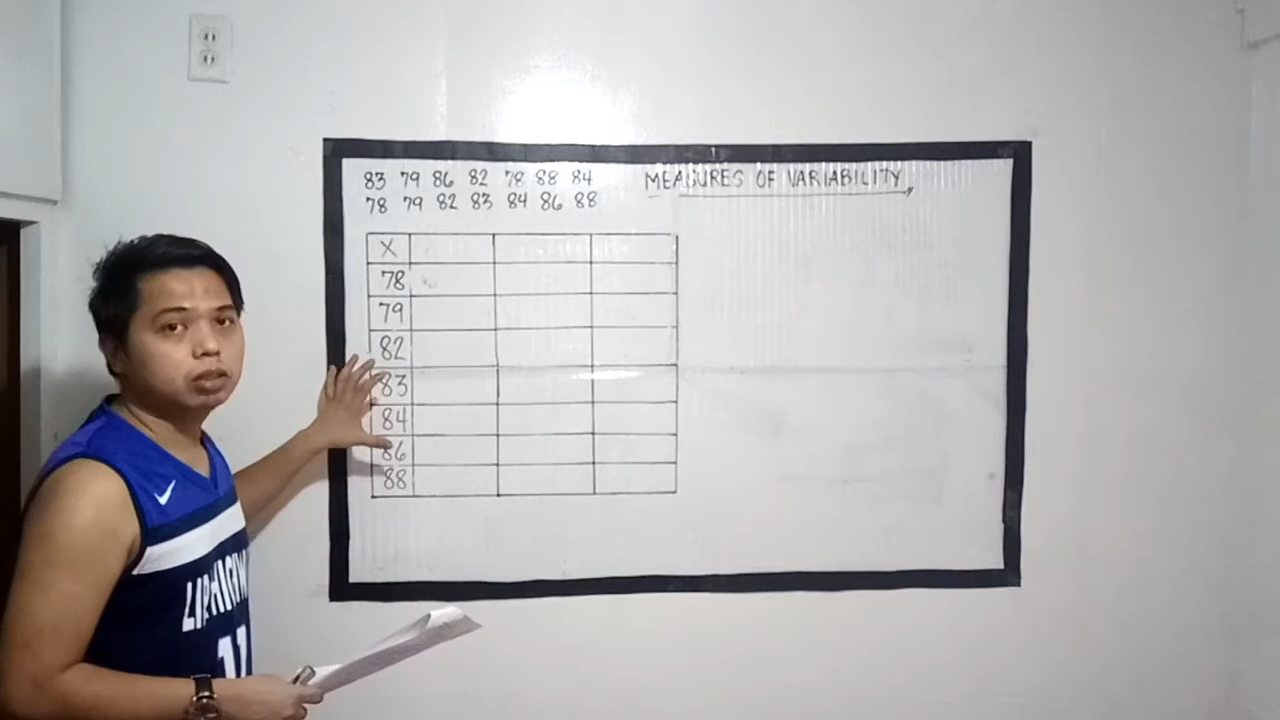 83 79 86 82 78 88 84
78 79 82 83 84 86 88
MEASURES OF VARIABILITY
X
78
79
82
83
84
86
88